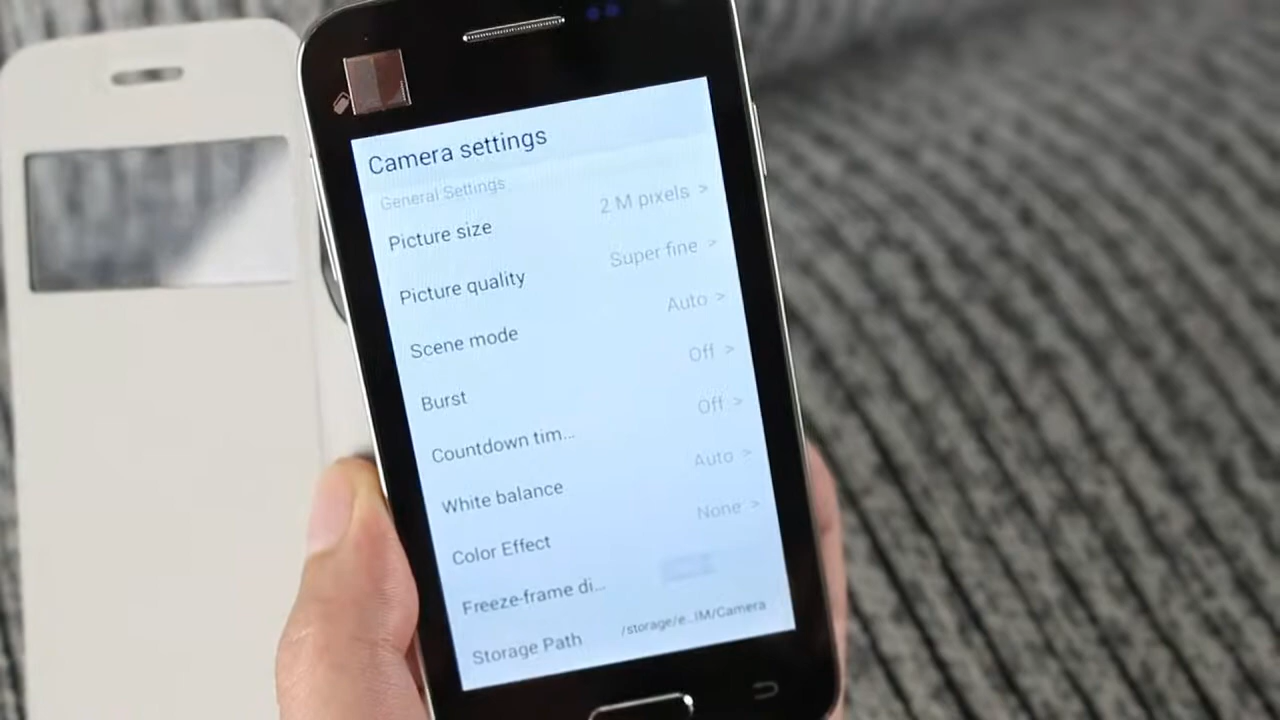 Camera settings
General Settings
Picture size 2 M pixels >
Picture quality Super fine >
Scene mode Auto >
Burst Off >
Countdown tim... Off >
White balance Auto >
Color Effect None >
Freeze-frame di...
Storage Path /storage/e..IM/Camera